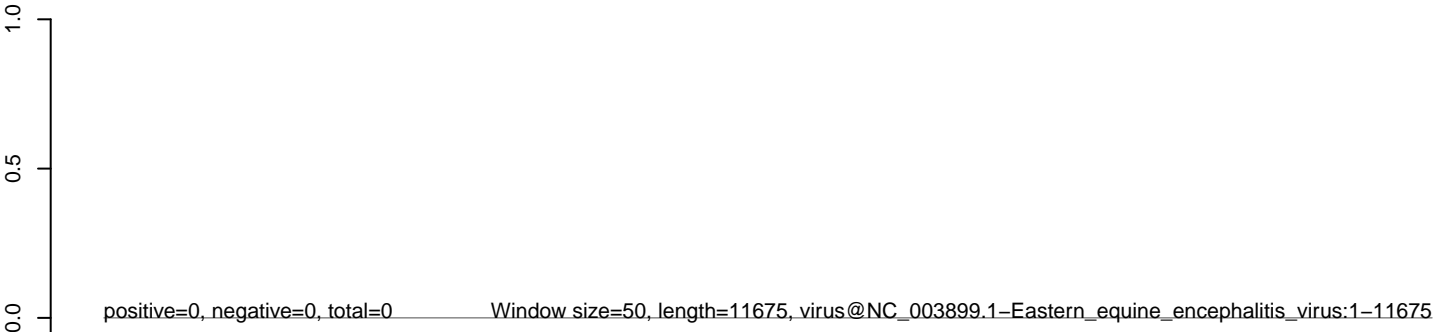 1.0
0.5
0.0
positive=0, negative=0, total=0 Window size=50, length=11675, virus@NC_003899.1−Eastern_equine_encephalitis_virus:1−11675